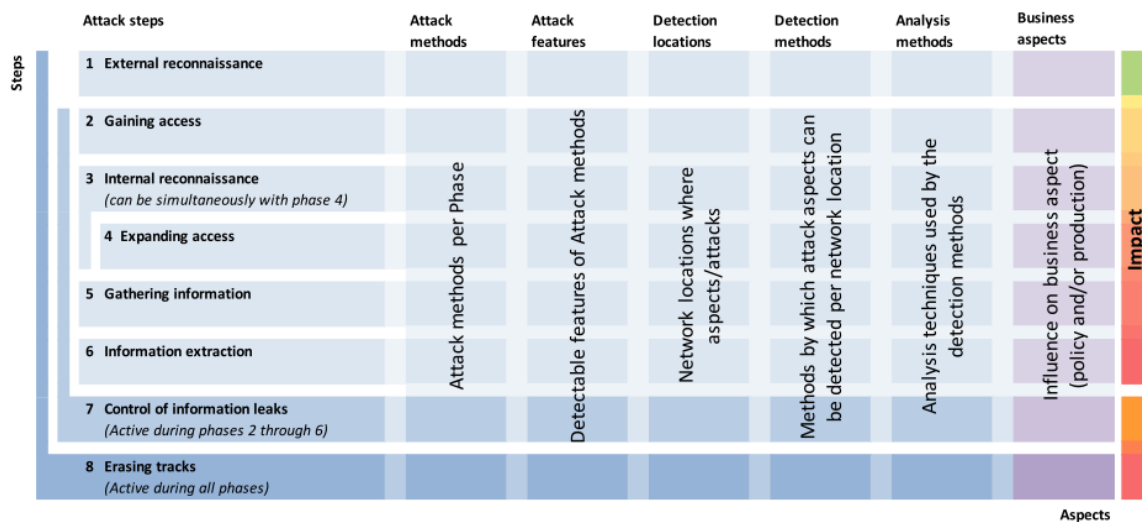 Attack steps
Attack
methods
Attack
features
Detection
locations
Detection
methods
Analysis
methods
Business
aspects
Steps
1 External reconnaissance
2 Gaining access
3 Internal reconnaissance
(can be simultaneously with phase 4)
4 Expanding access
5 Gathering information
6 Information extraction
7 Control of information leaks
(Active during phases 2 through 6)
8 Erasing tracks
(Active during all phases)
Attack methods per Phase
Detectable features of Attack methods
Network locations where
aspects/attacks
Methods by which attack aspects can
be detected per network location
Analysis techniques used by the
detection methods
Influence on business aspect
(policy and/or production)
Impact
Aspects